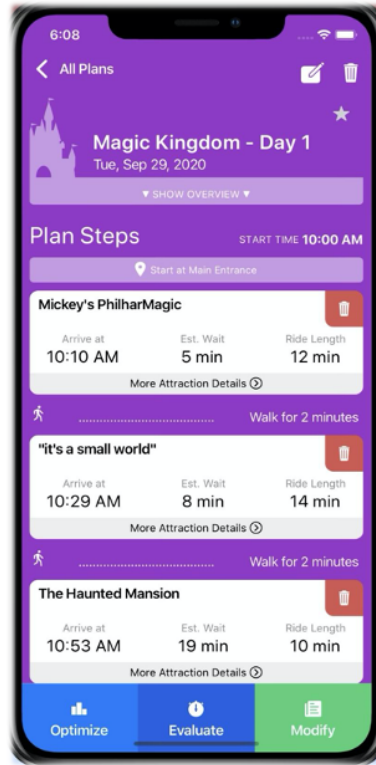 6:08
All Plans
Magic Kingdom - Day 1
Tue, Sep 29, 2020
▼ SHOW OVERVIEW ▼
Plan Steps
START TIME 10:00 AM
Start at Main Entrance
Mickey's PhilharMagic
Arrive at Est. Wait Ride Length
10:10 AM 5 min 12 min
More Attraction Details
Walk for 2 minutes
"it's a small world"
Arrive at Est. Wait Ride Length
10:29 AM 8 min 14 min
More Attraction Details
Walk for 2 minutes
The Haunted Mansion
Arrive at Est. Wait Ride Length
10:53 AM 19 min 10 min
More Attraction Details
Optimize Evaluate Modify